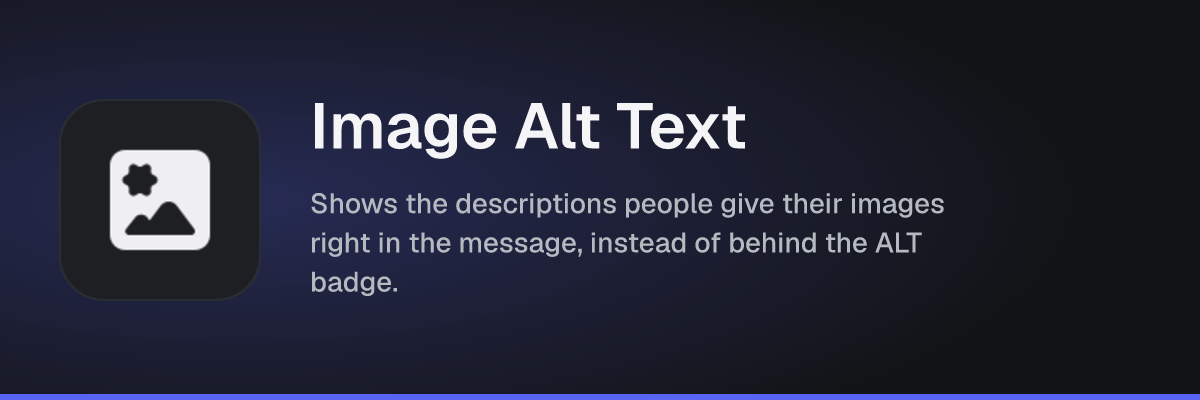 Image Alt Text
Shows the descriptions people give their images
right in the message, instead of behind the ALT
badge.